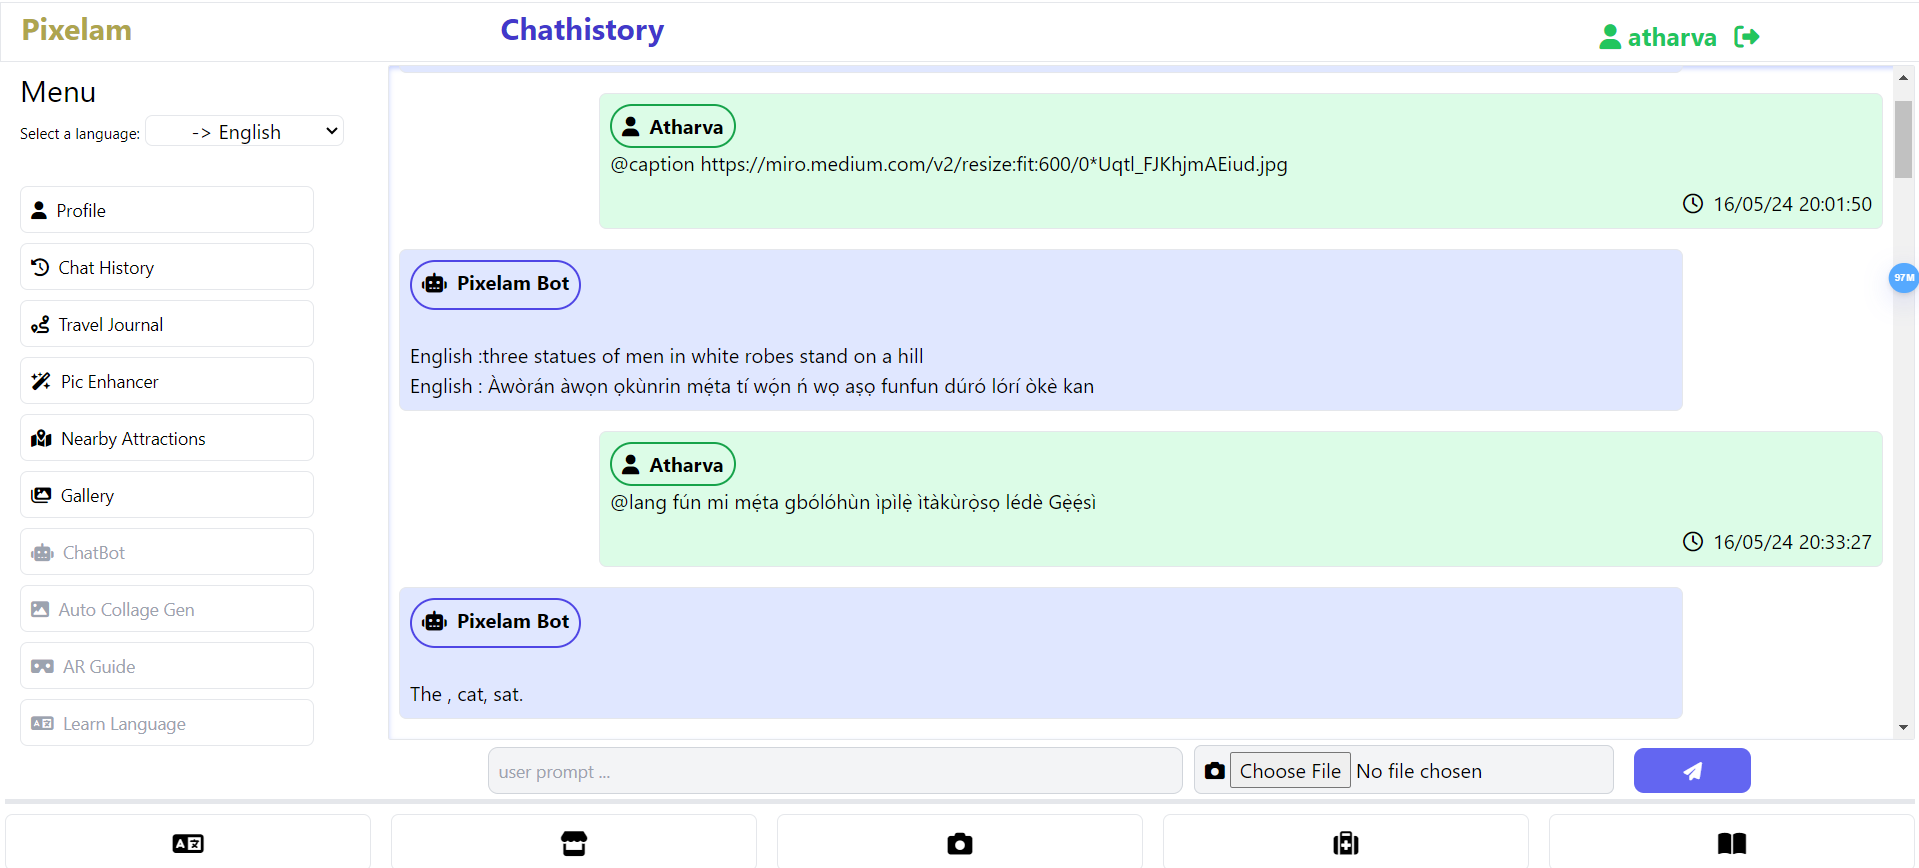 Pixelam
Chathistory
atharva
Menu
Select a language: -> English
Profile
Chat History
Travel Journal
Pic Enhancer
Nearby Attractions
Gallery
ChatBot
Auto Collage Gen
AR Guide
Learn Language
Atharva
@caption https://miro.medium.com/v2/resize:fit:600/0*Uqtl_FJKhjmAEiud.jpg
16/05/24 20:01:50
Pixelam Bot
English :three statues of men in white robes stand on a hill
English : Àwòrán àwọn ọkùnrin mẹ́ta tí wọ́n ń wọ aṣọ funfun dúró lórí òkè kan
Atharva
@lang fún mi mẹ́ta gbólóhùn ìpìlẹ̀ ìtàkùrọ̀sọ lédè Gẹ̀ẹ́sì
16/05/24 20:33:27
Pixelam Bot
The , cat, sat.
97M
user prompt ...
Choose File No file chosen